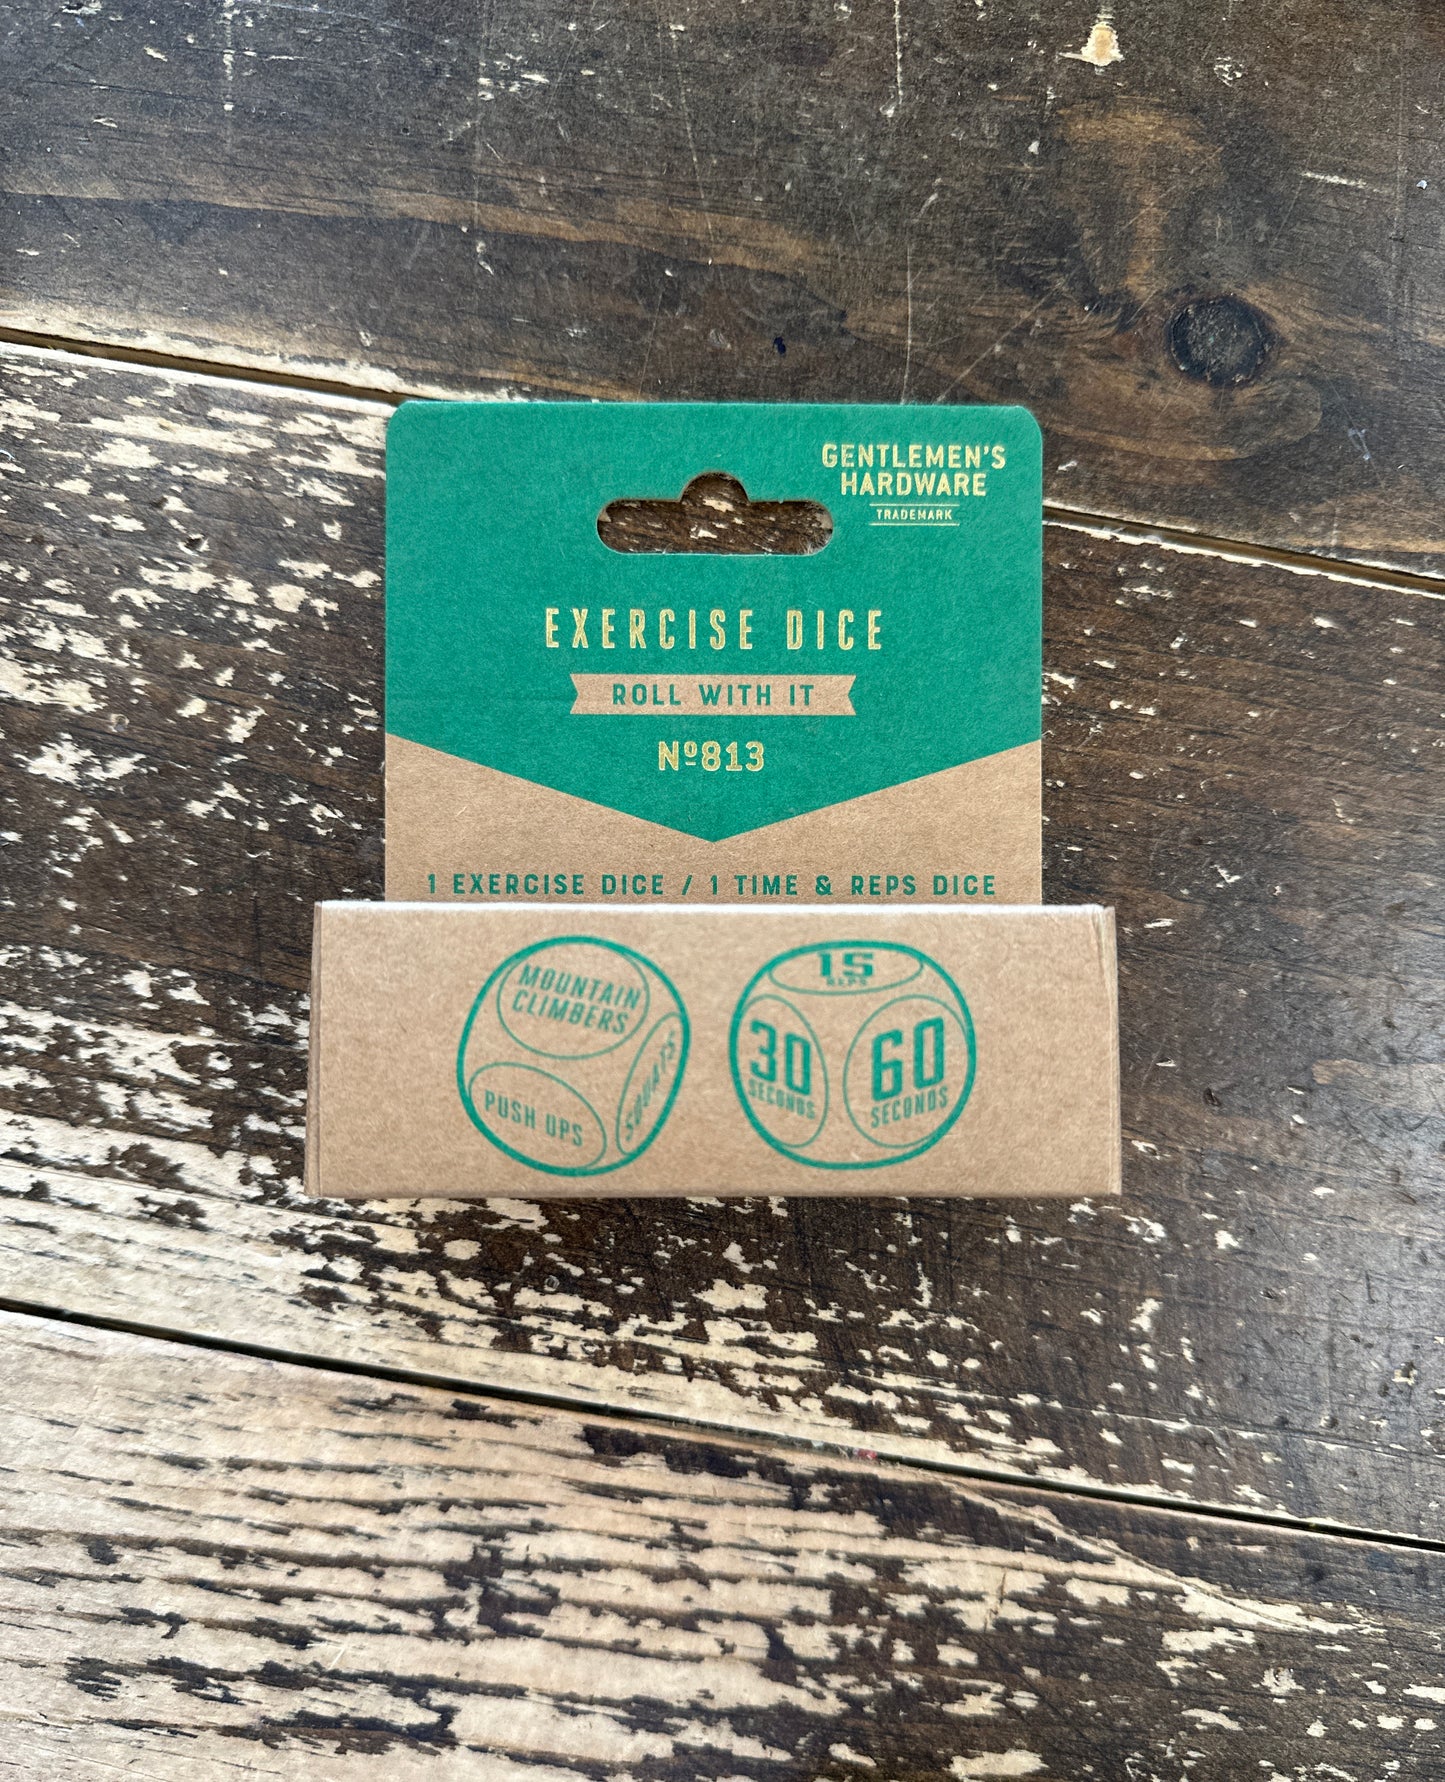 GENTLEMEN'S
HARDWARE
TRADEMARK
EXERCISE DICE
ROLL WITH IT
Nº813
1 EXERCISE DICE / 1 TIME & REPS DICE
MOUNTAIN
CLIMBERS
PUSH UPS
SQUATS
15
REPS
30
SECONDS
60
SECONDS